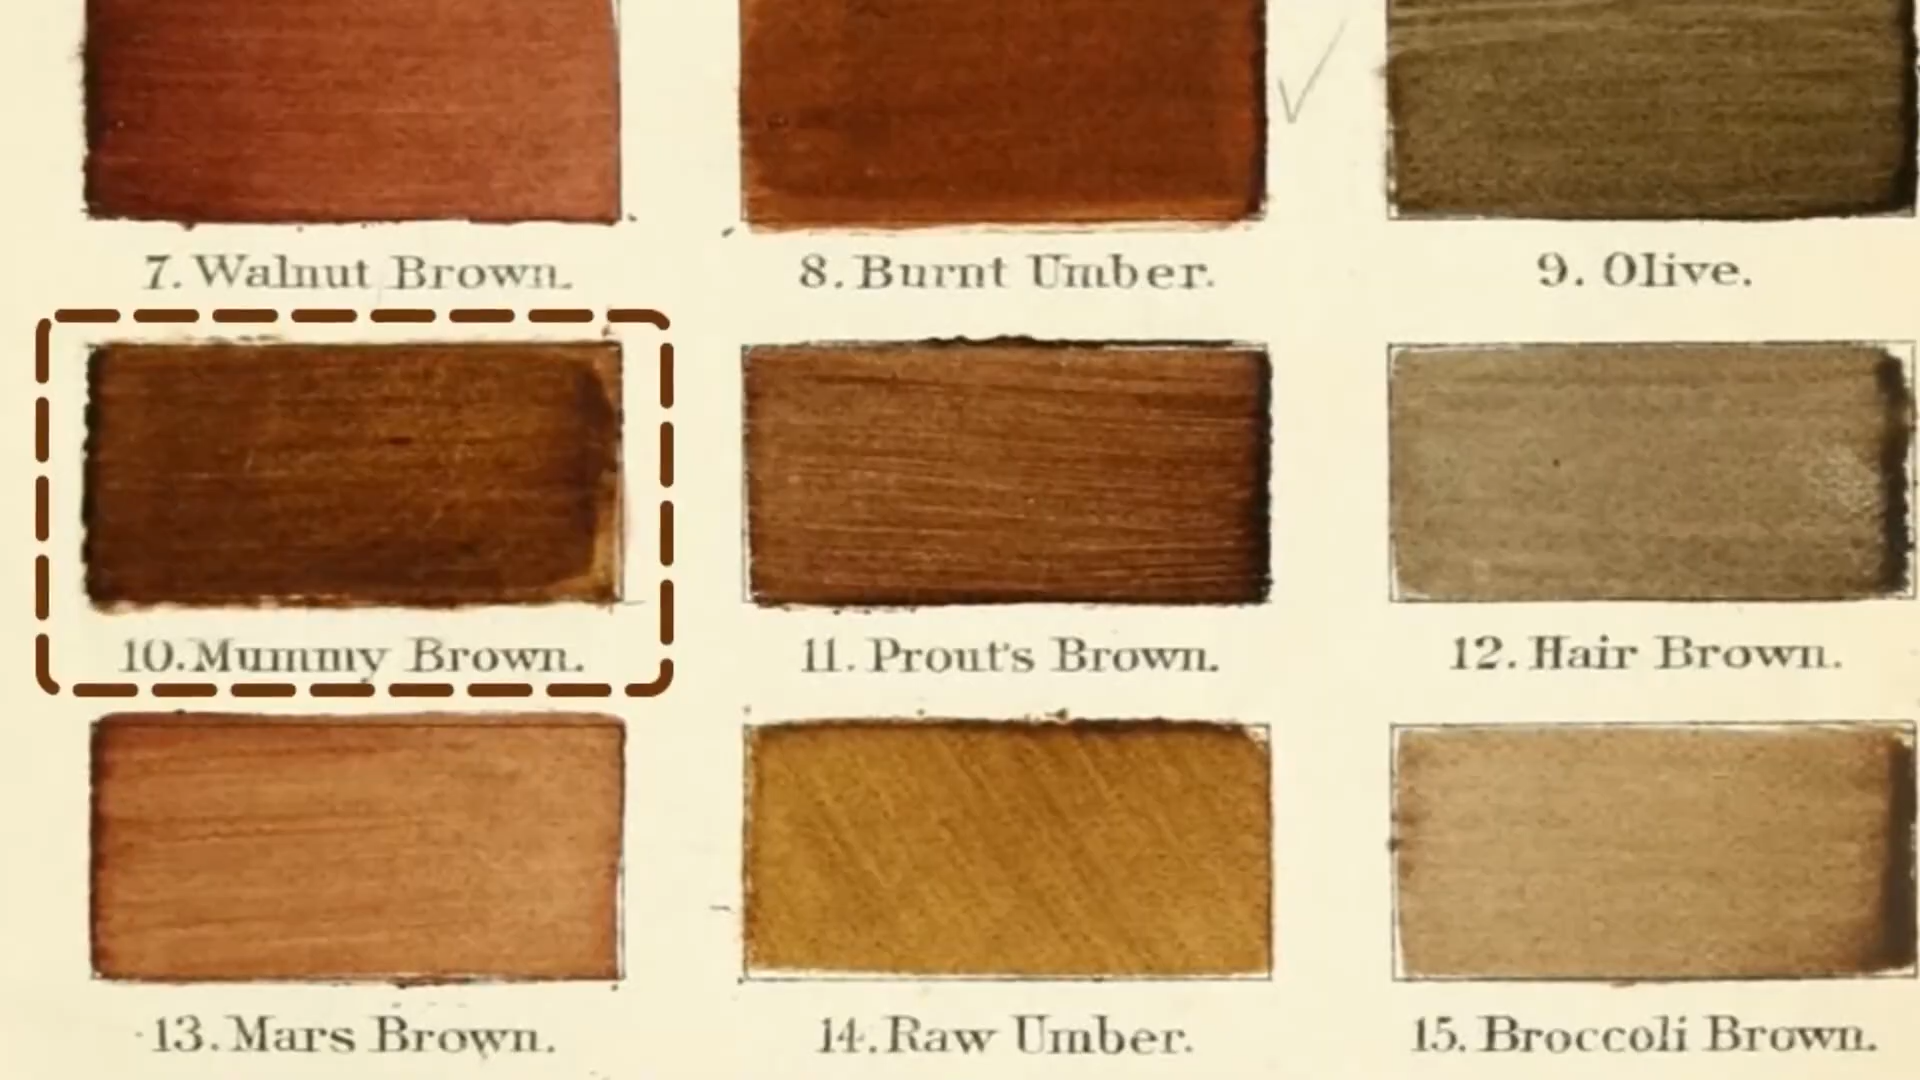 7. Walnut Brown.
8. Burnt Umber.
9. Olive.
10. Mummy Brown.
11. Prout's Brown.
12. Hair Brown.
13. Mars Brown.
14. Raw Umber.
15. Broccoli Brown.